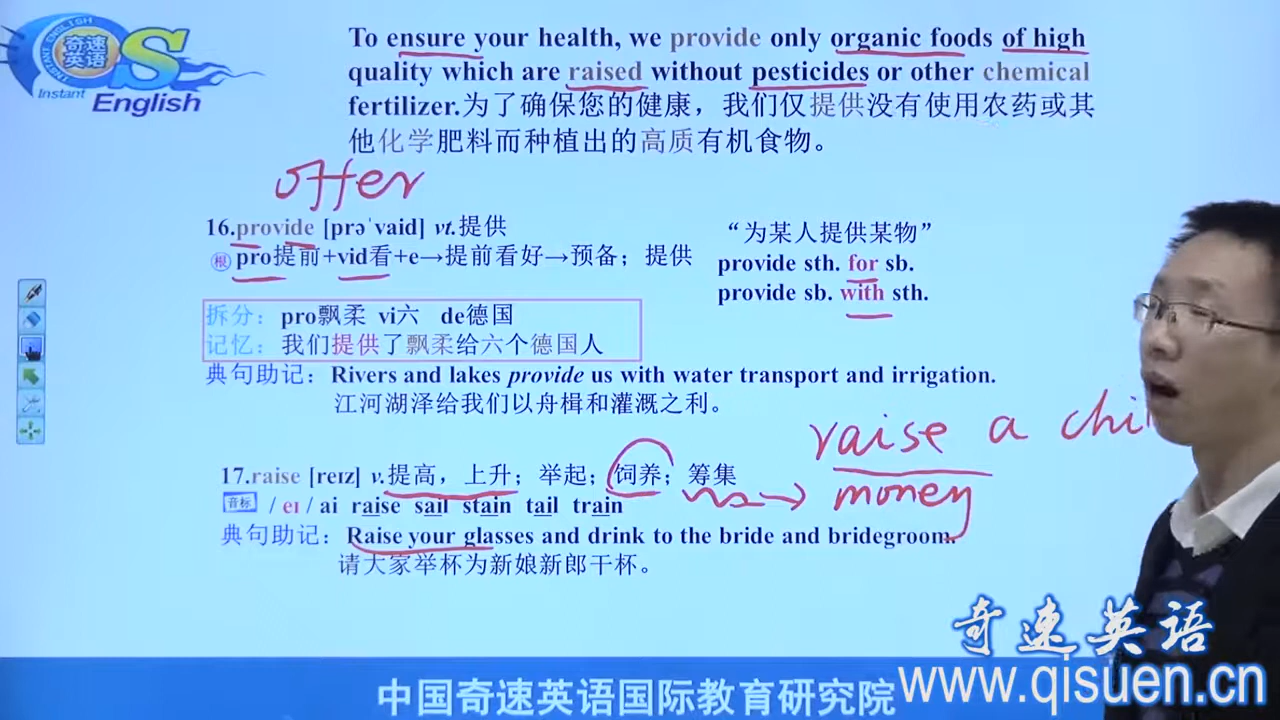 INSTANT ENGLISH
奇速
英语
QS
Instant
English
To ensure your health, we provide only organic foods of high
quality which are raised without pesticides or other chemical
fertilizer.为了确保您的健康，我们仅提供没有使用农药或其
他化学肥料而种植出的高质有机食物。
offer
16.provide [prəˈvaid] vt.提供
根 pro提前+vid看+e→提前看好→预备；提供
“为某人提供某物”
provide sth. for sb.
provide sb. with sth.
拆分：pro飘柔 vi六 de德国
记忆：我们提供了飘柔给六个德国人
典句助记：Rivers and lakes provide us with water transport and irrigation.
江河湖泽给我们以舟楫和灌溉之利。
raise a chi
17.raise [reɪz] v.提高，上升；举起；饲养；筹集
money
音标 / eɪ / ai raise sail stain tail train
典句助记：Raise your glasses and drink to the bride and bridegroom.
请大家举杯为新娘新郎干杯。
奇速英语
www.qisuen.cn
中国奇速英语国际教育研究院